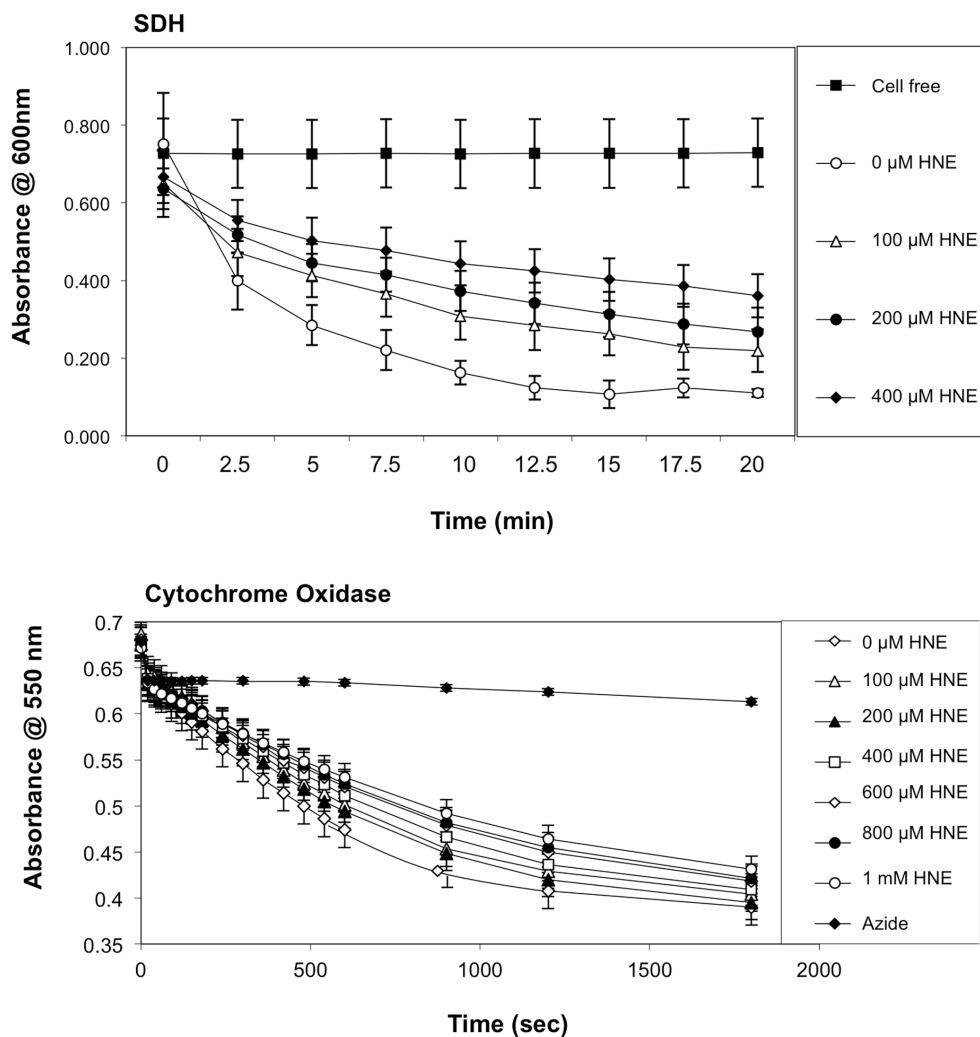 SDH
1.000
0.800
0.600
0.400
0.200
0.000
Absorbance @ 600nm
0 2.5 5 7.5 10 12.5 15 17.5 20
Time (min)
Cell free
0 µM HNE
100 µM HNE
200 µM HNE
400 µM HNE
Cytochrome Oxidase
0.7
0.65
0.6
0.55
0.5
0.45
0.4
0.35
Absorbance @ 550 nm
0 500 1000 1500 2000
Time (sec)
0 µM HNE
100 µM HNE
200 µM HNE
400 µM HNE
600 µM HNE
800 µM HNE
1 mM HNE
Azide